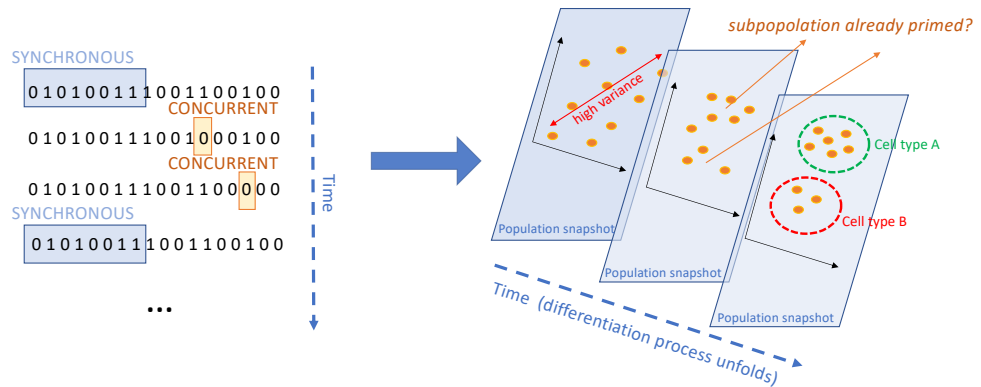 SYNCHRONOUS
0 1 0 1 0 0 1 1 1 0 0 1 1 0 0 1 0 0
CONCURRENT
0 1 0 1 0 0 1 1 1 0 0 1 0 0 0 1 0 0
CONCURRENT
0 1 0 1 0 0 1 1 1 0 0 1 1 0 0 0 0 0
SYNCHRONOUS
0 1 0 1 0 0 1 1 1 0 0 1 1 0 0 1 0 0
...
Time
subpopolation already primed?
high variance
Cell type A
Cell type B
Population snapshot
Population snapshot
Population snapshot
Time (differentiation process unfolds)